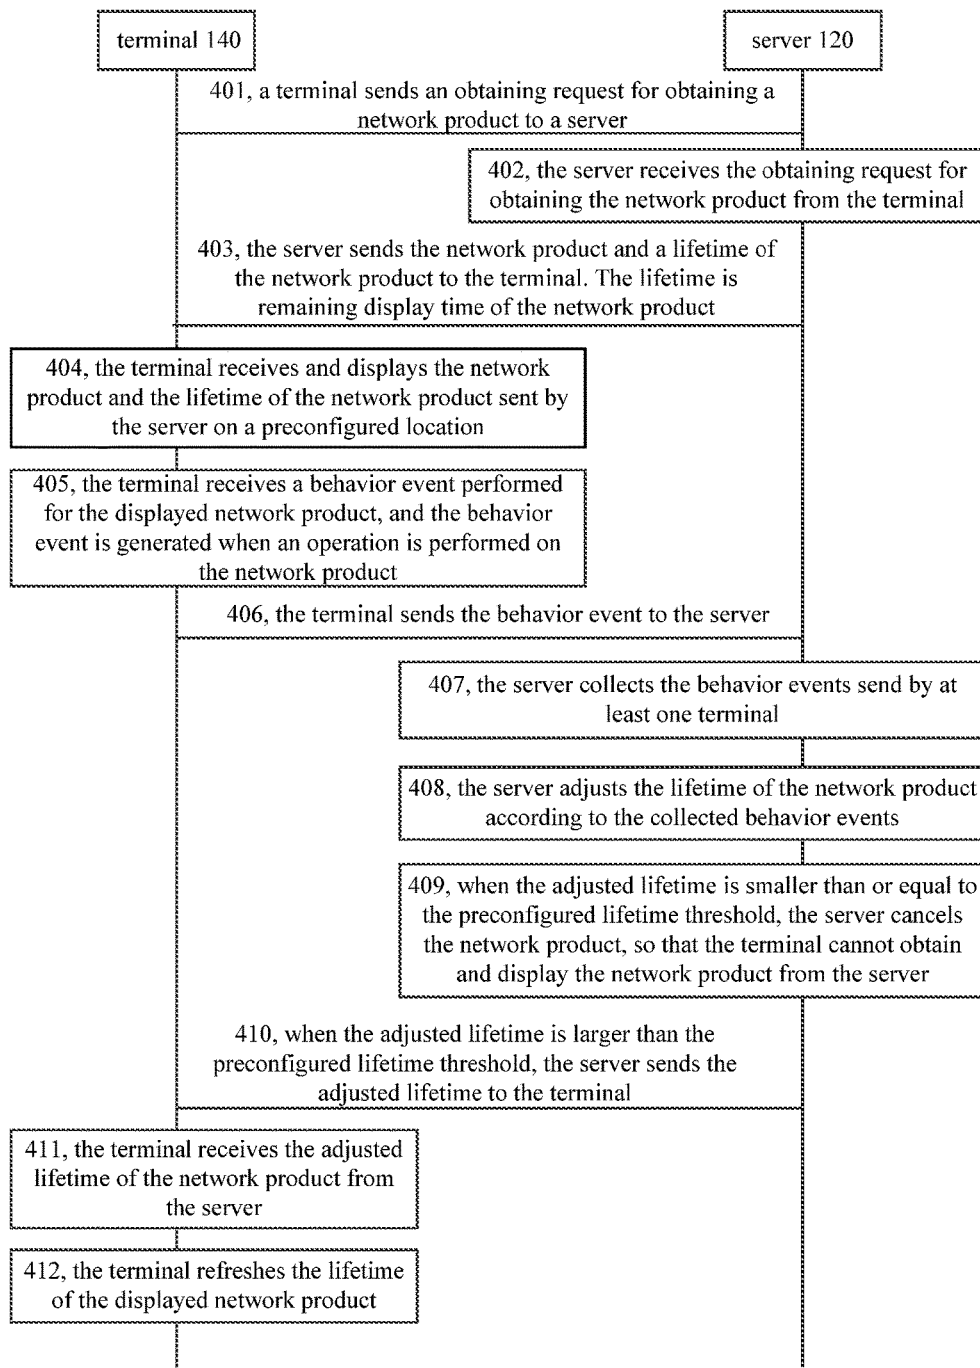 terminal 140
server 120
401, a terminal sends an obtaining request for obtaining a
network product to a server
402, the server receives the obtaining request for
obtaining the network product from the terminal
403, the server sends the network product and a lifetime of
the network product to the terminal. The lifetime is
remaining display time of the network product
404, the terminal receives and displays the network
product and the lifetime of the network product sent by
the server on a preconfigured location
405, the terminal receives a behavior event performed
for the displayed network product, and the behavior
event is generated when an operation is performed on
the network product
406, the terminal sends the behavior event to the server
407, the server collects the behavior events send by at
least one terminal
408, the server adjusts the lifetime of the network product
according to the collected behavior events
409, when the adjusted lifetime is smaller than or equal to
the preconfigured lifetime threshold, the server cancels
the network product, so that the terminal cannot obtain
and display the network product from the server
410, when the adjusted lifetime is larger than the
preconfigured lifetime threshold, the server sends the
adjusted lifetime to the terminal
411, the terminal receives the adjusted
lifetime of the network product from
the server
412, the terminal refreshes the lifetime
of the displayed network product